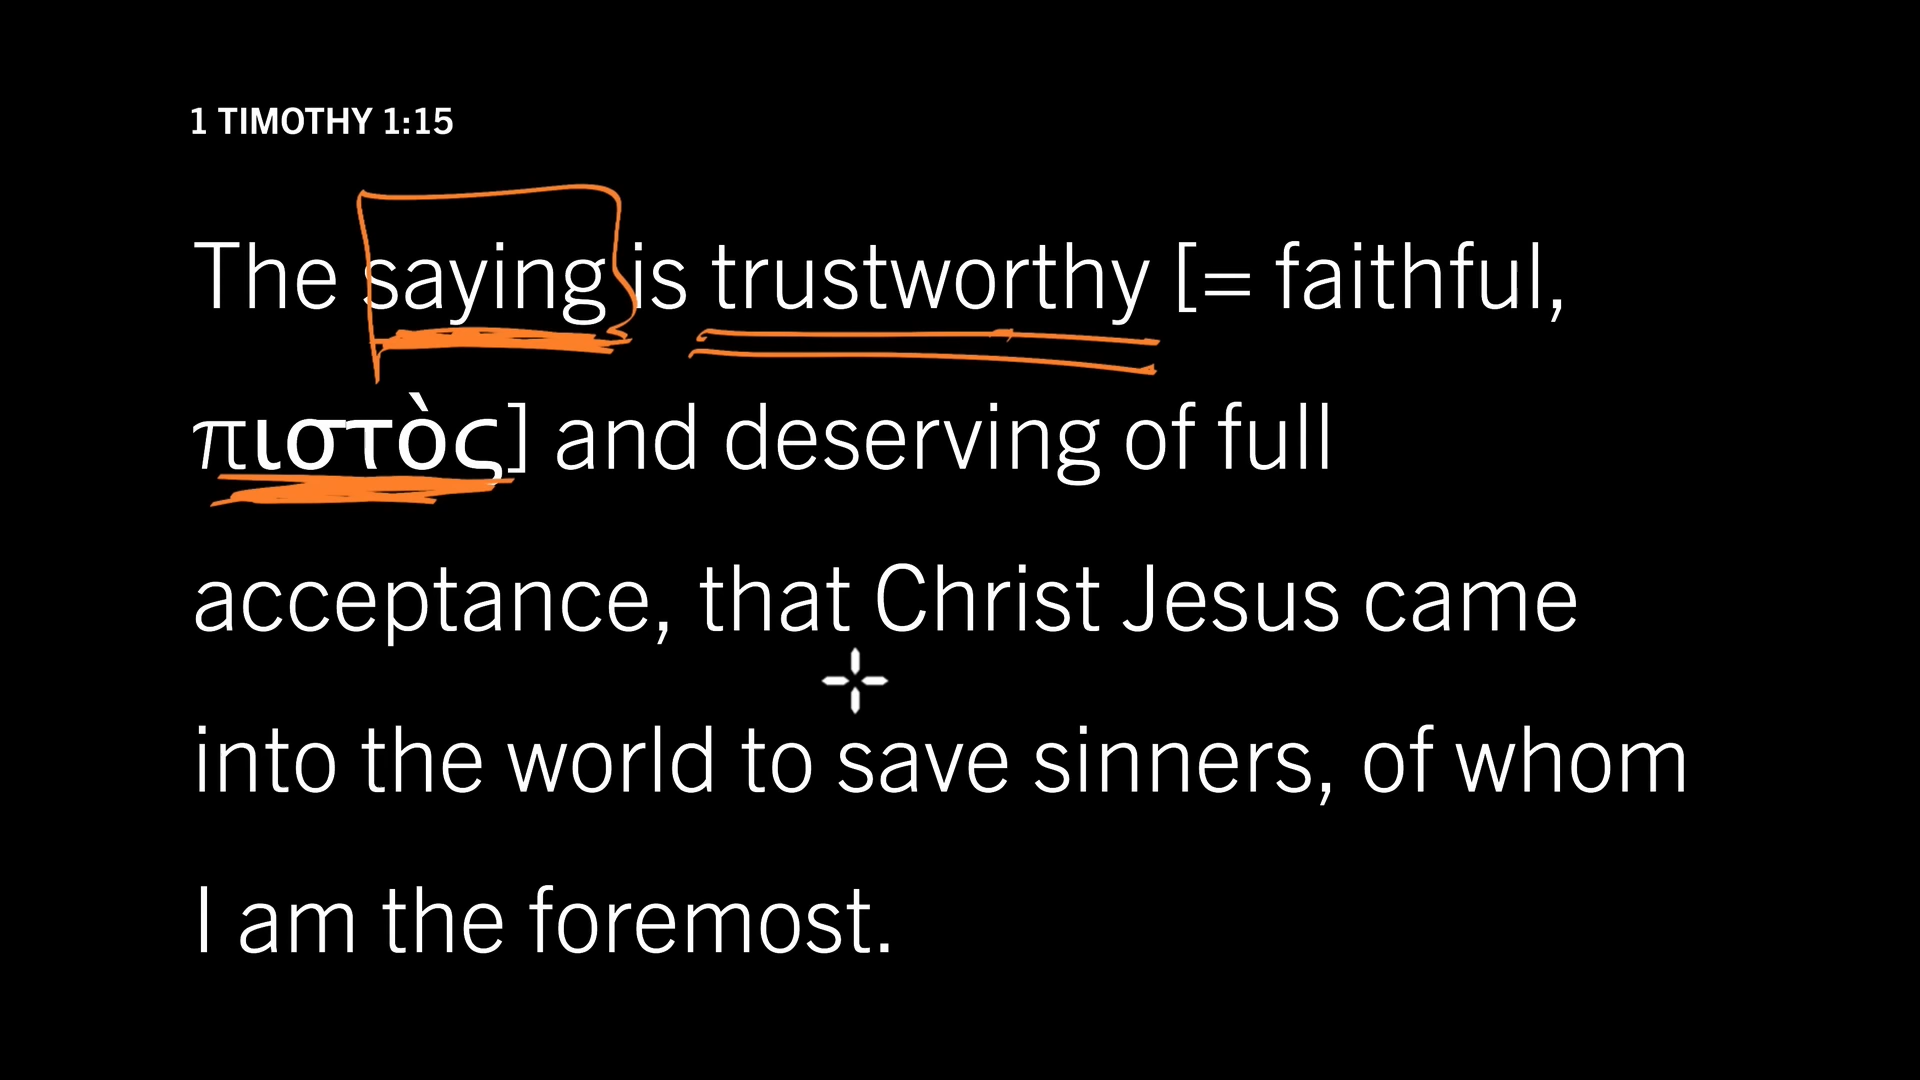 1 TIMOTHY 1:15
The saying is trustworthy [= faithful,
πιστὸς] and deserving of full
acceptance, that Christ Jesus came
into the world to save sinners, of whom
I am the foremost.